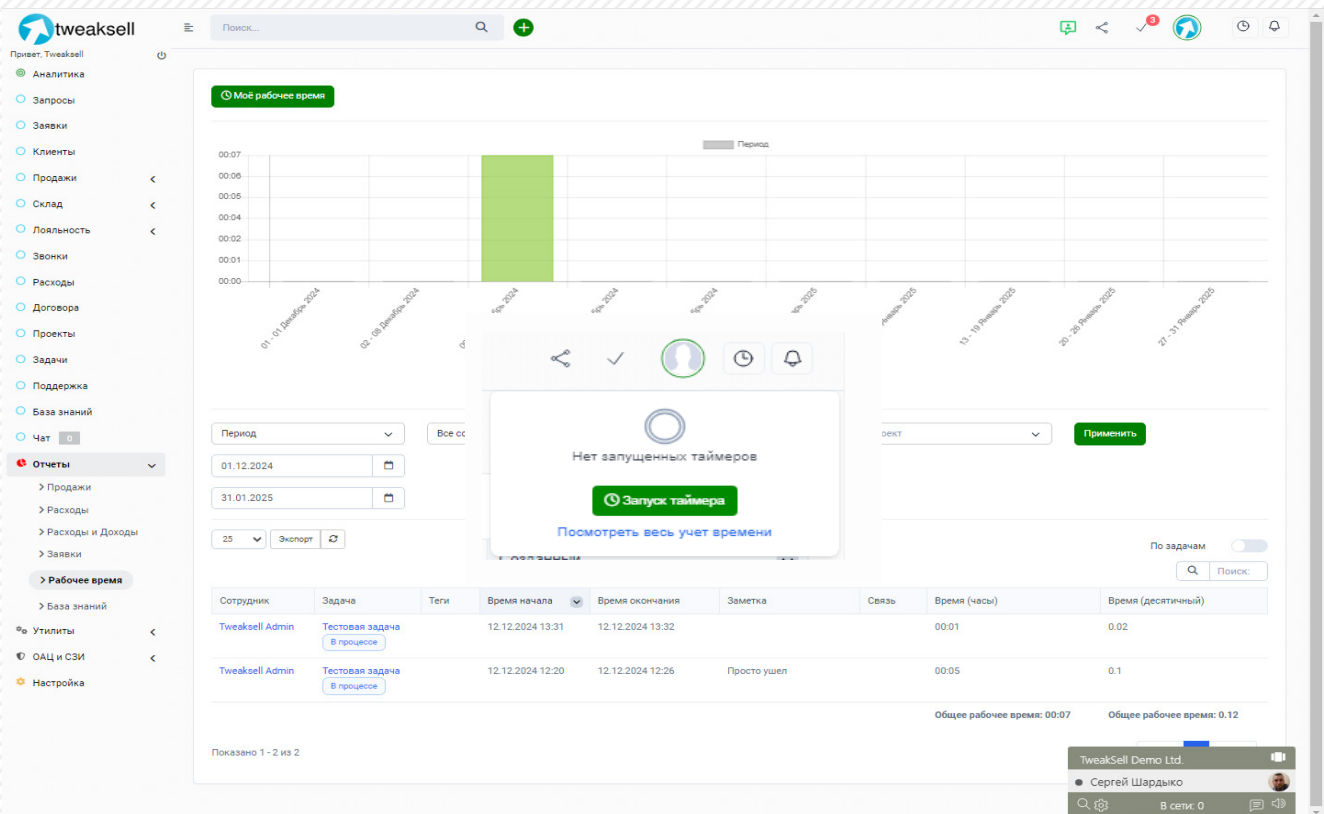 tweaksell
Поиск...
3
Привет, Tweaksell
Аналитика
Запросы
Заявки
Клиенты
Продажи
Склад
Лояльность
Звонки
Расходы
Договора
Проекты
Задачи
Поддержка
База знаний
Чат 0
Отчеты
> Продажи
> Расходы
> Расходы и Доходы
> Заявки
> Рабочее время
> База знаний
Утилиты
ОАЦ и СЗИ
Настройка
Моё рабочее время
Период
00:07
00:06
00:05
00:04
00:02
00:01
00:00
01 - 01 Декабрь 2024
02 - 08 Декабрь 2024
2024
2024
2024
2025
Январь 2025
13 - 19 Январь 2025
20 - 26 Январь 2025
27 - 31 Январь 2025
Период
Все
Применить
01.12.2024
31.01.2025
Нет запущенных таймеров
Запуск таймера
Посмотреть весь учет времени
25 Экспорт
По задачам
Поиск:
Сотрудник Задача Теги Время начала Время окончания Заметка Связь Время (часы) Время (десятичный)
Tweaksell Admin Тестовая задача 12.12.2024 13:31 12.12.2024 13:32 00:01 0.02
В процессе
Tweaksell Admin Тестовая задача 12.12.2024 12:20 12.12.2024 12:26 Просто ушел 00:05 0.1
В процессе
Общее рабочее время: 00:07 Общее рабочее время: 0.12
Показано 1 - 2 из 2
TweakSell Demo Ltd.
Сергей Шардыко
В сети: 0